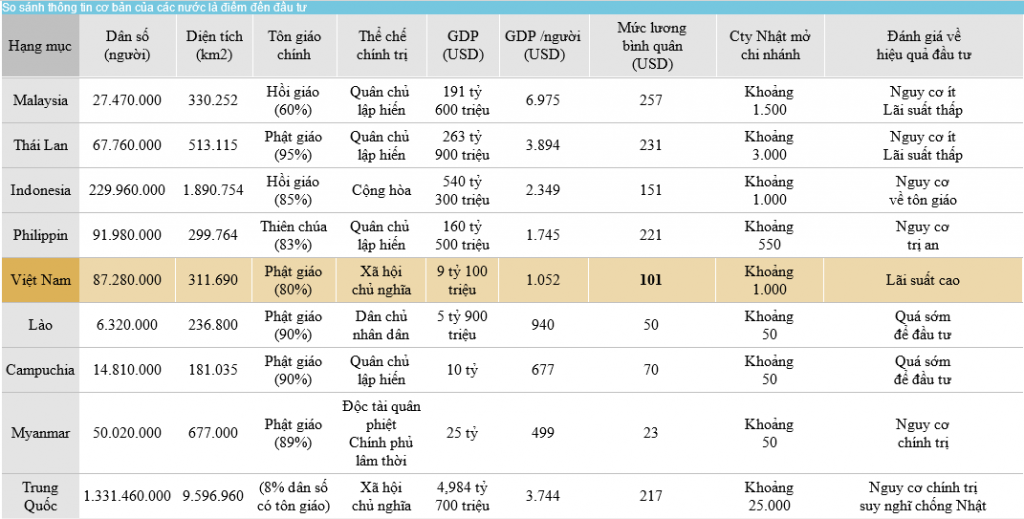 So sánh thông tin cơ bản của các nước là điểm đến đầu tư
Hạng mục
Dân số
(người)
Diện tích
(km2)
Tôn giáo
chính
Thể chế
chính trị
GDP
(USD)
GDP /người
(USD)
Mức lương
bình quân
(USD)
Cty Nhật mở
chi nhánh
Đánh giá về
hiệu quả đầu tư
Malaysia
27.470.000
330.252
Hồi giáo
(60%)
Quân chủ
lập hiến
191 tỷ
600 triệu
6.975
257
Khoảng
1.500
Nguy cơ ít
Lãi suất thấp
Thái Lan
67.760.000
513.115
Phật giáo
(95%)
Quân chủ
lập hiến
263 tỷ
900 triệu
3.894
231
Khoảng
3.000
Nguy cơ ít
Lãi suất thấp
Indonesia
229.960.000
1.890.754
Hồi giáo
(85%)
Cộng hòa
540 tỷ
300 triệu
2.349
151
Khoảng
1.000
Nguy cơ
về tôn giáo
Philippin
91.980.000
299.764
Thiên chúa
(83%)
Quân chủ
lập hiến
160 tỷ
500 triệu
1.745
221
Khoảng
550
Nguy cơ
trị an
Việt Nam
87.280.000
311.690
Phật giáo
(80%)
Xã hội
chủ nghĩa
9 tỷ 100
triệu
1.052
101
Khoảng
1.000
Lãi suất cao
Lào
6.320.000
236.800
Phật giáo
(90%)
Dân chủ
nhân dân
5 tỷ 900
triệu
940
50
Khoảng
50
Quá sớm
để đầu tư
Campuchia
14.810.000
181.035
Phật giáo
(90%)
Quân chủ
lập hiến
10 tỷ
677
70
Khoảng
50
Quá sớm
để đầu tư
Myanmar
50.020.000
677.000
Phật giáo
(89%)
Độc tài quân
phiệt
Chính phủ
lâm thời
25 tỷ
499
23
Khoảng
50
Nguy cơ
chính trị
Trung
Quốc
1.331.460.000
9.596.960
(8% dân số
có tôn giáo)
Xã hội
chủ nghĩa
4,984 tỷ
700 triệu
3.744
217
Khoảng
25.000
Nguy cơ chính trị
suy nghĩ chống Nhật